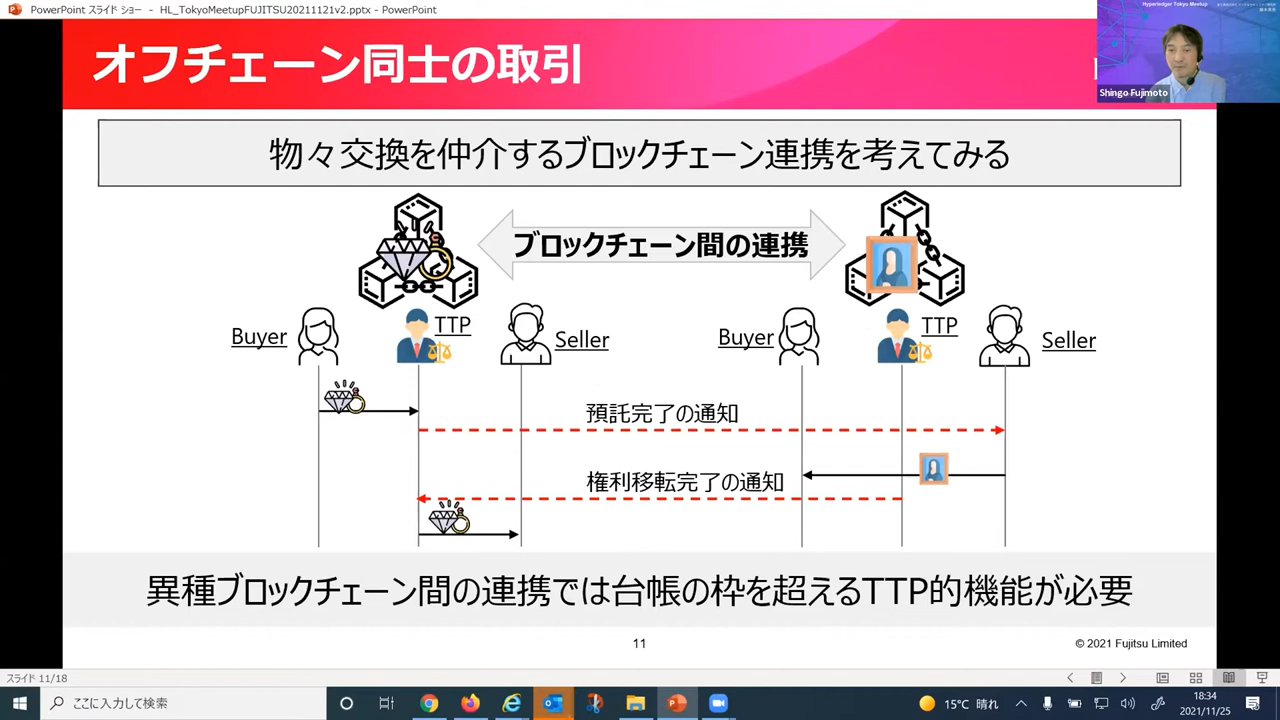 PowerPoint スライド ショー - HL_TokyoMeetupFUJITSU20211121v2.pptx - PowerPoint
Hyperledger Tokyo Meetup
Shingo Fujimoto
オフチェーン同士の取引
物々交換を仲介するブロックチェーン連携を考えてみる
ブロックチェーン間の連携
Buyer
TTP
Seller
Buyer
TTP
Seller
預託完了の通知
権利移転完了の通知
異種ブロックチェーン間の連携では台帳の枠を超えるTTP的機能が必要
11
© 2021 Fujitsu Limited
スライド 11/18
ここに入力して検索
15°C 晴れ
18:34
2021/11/25